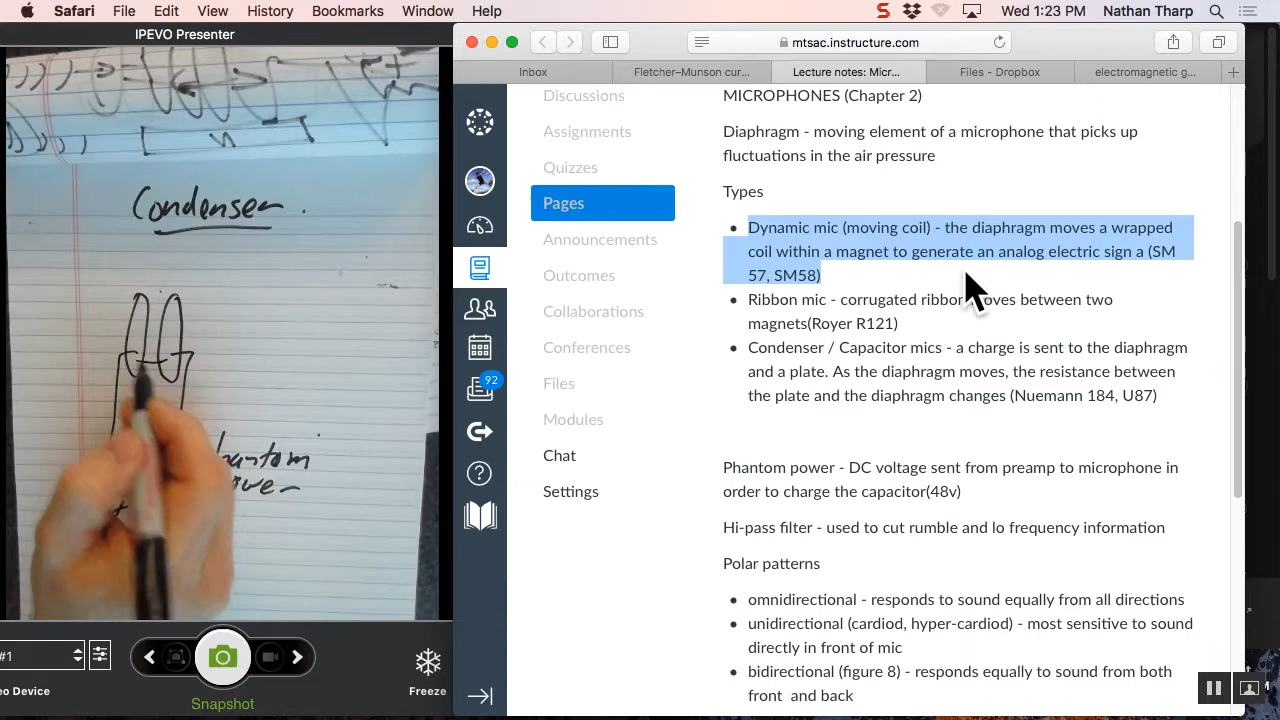 Safari File Edit View History Bookmarks Window Help
Wed 1:23 PM Nathan Tharp
IPEVO Presenter
Condenser.
mtsac.instructure.com
Inbox
Fletcher–Munson cur...
Lecture notes: Micr...
Files - Dropbox
electromagnetic g...
Discussions
Assignments
Quizzes
Pages
Announcements
Outcomes
Collaborations
Conferences
Files
Modules
Chat
Settings
92
MICROPHONES (Chapter 2)
Diaphragm - moving element of a microphone that picks up
fluctuations in the air pressure
Types
Dynamic mic (moving coil) - the diaphragm moves a wrapped
coil within a magnet to generate an analog electric sign a (SM
57, SM58)
Ribbon mic - corrugated ribbon moves between two
magnets(Royer R121)
Condenser / Capacitor mics - a charge is sent to the diaphragm
and a plate. As the diaphragm moves, the resistance between
the plate and the diaphragm changes (Nuemann 184, U87)
Phantom power - DC voltage sent from preamp to microphone in
order to charge the capacitor(48v)
Hi-pass filter - used to cut rumble and lo frequency information
Polar patterns
omnidirectional - responds to sound equally from all directions
unidirectional (cardiod, hyper-cardiod) - most sensitive to sound
directly in front of mic
bidirectional (figure 8) - responds equally to sound from both
front and back
#1
eo Device
Snapshot
Freeze